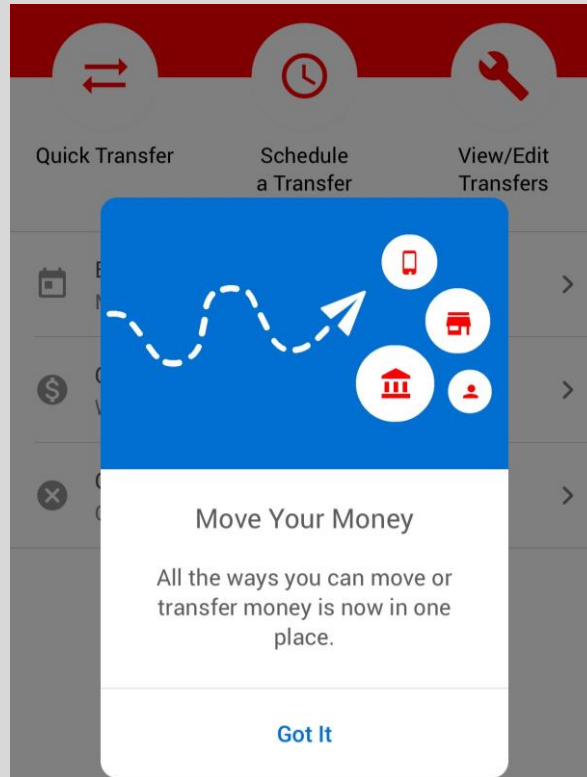 Quick Transfer
Schedule
a Transfer
View/Edit
Transfers
Move Your Money
All the ways you can move or
transfer money is now in one
place.
Got It